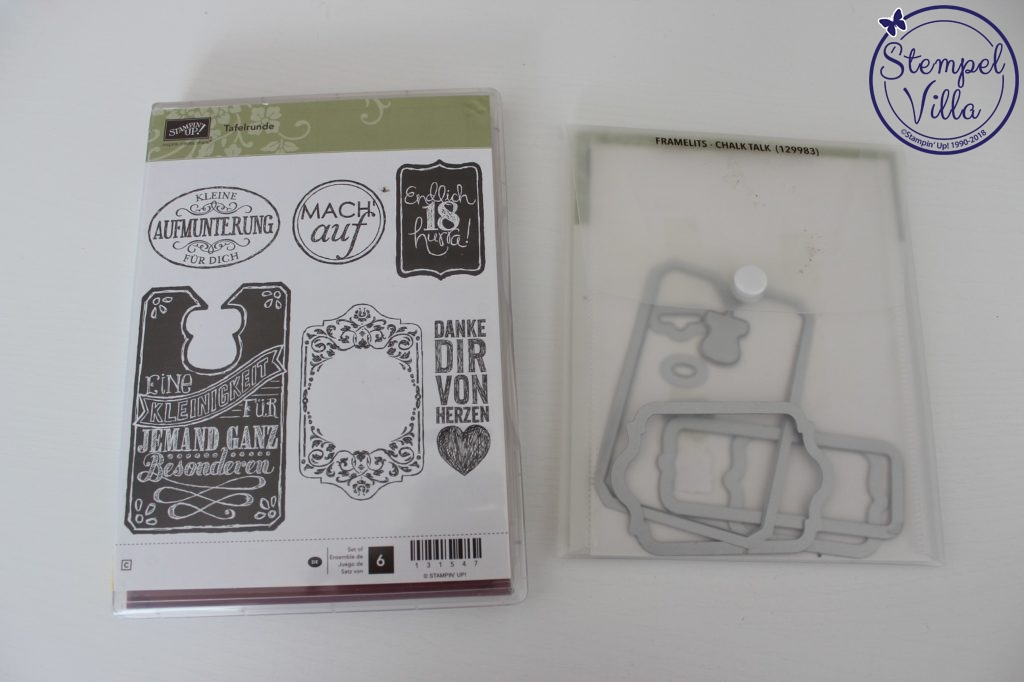 Stempel
Villa
©Stampin' Up! 1990-2018
STAMPIN' UP!
Tafelrunde
KLEINE
AUFMUNTERUNG
FÜR DICH
MACH'
auf
Endlich
18
hurra!
EINE
KLEINIGKEIT
FÜR
JEMAND GANZ
Besonderen
DANKE
DIR
VON
HERZEN
C
DE
Set of
Ensemble de
Juego de
Satz von
6
131547
© STAMPIN' UP!
FRAMELITS - CHALK TALK (129983)